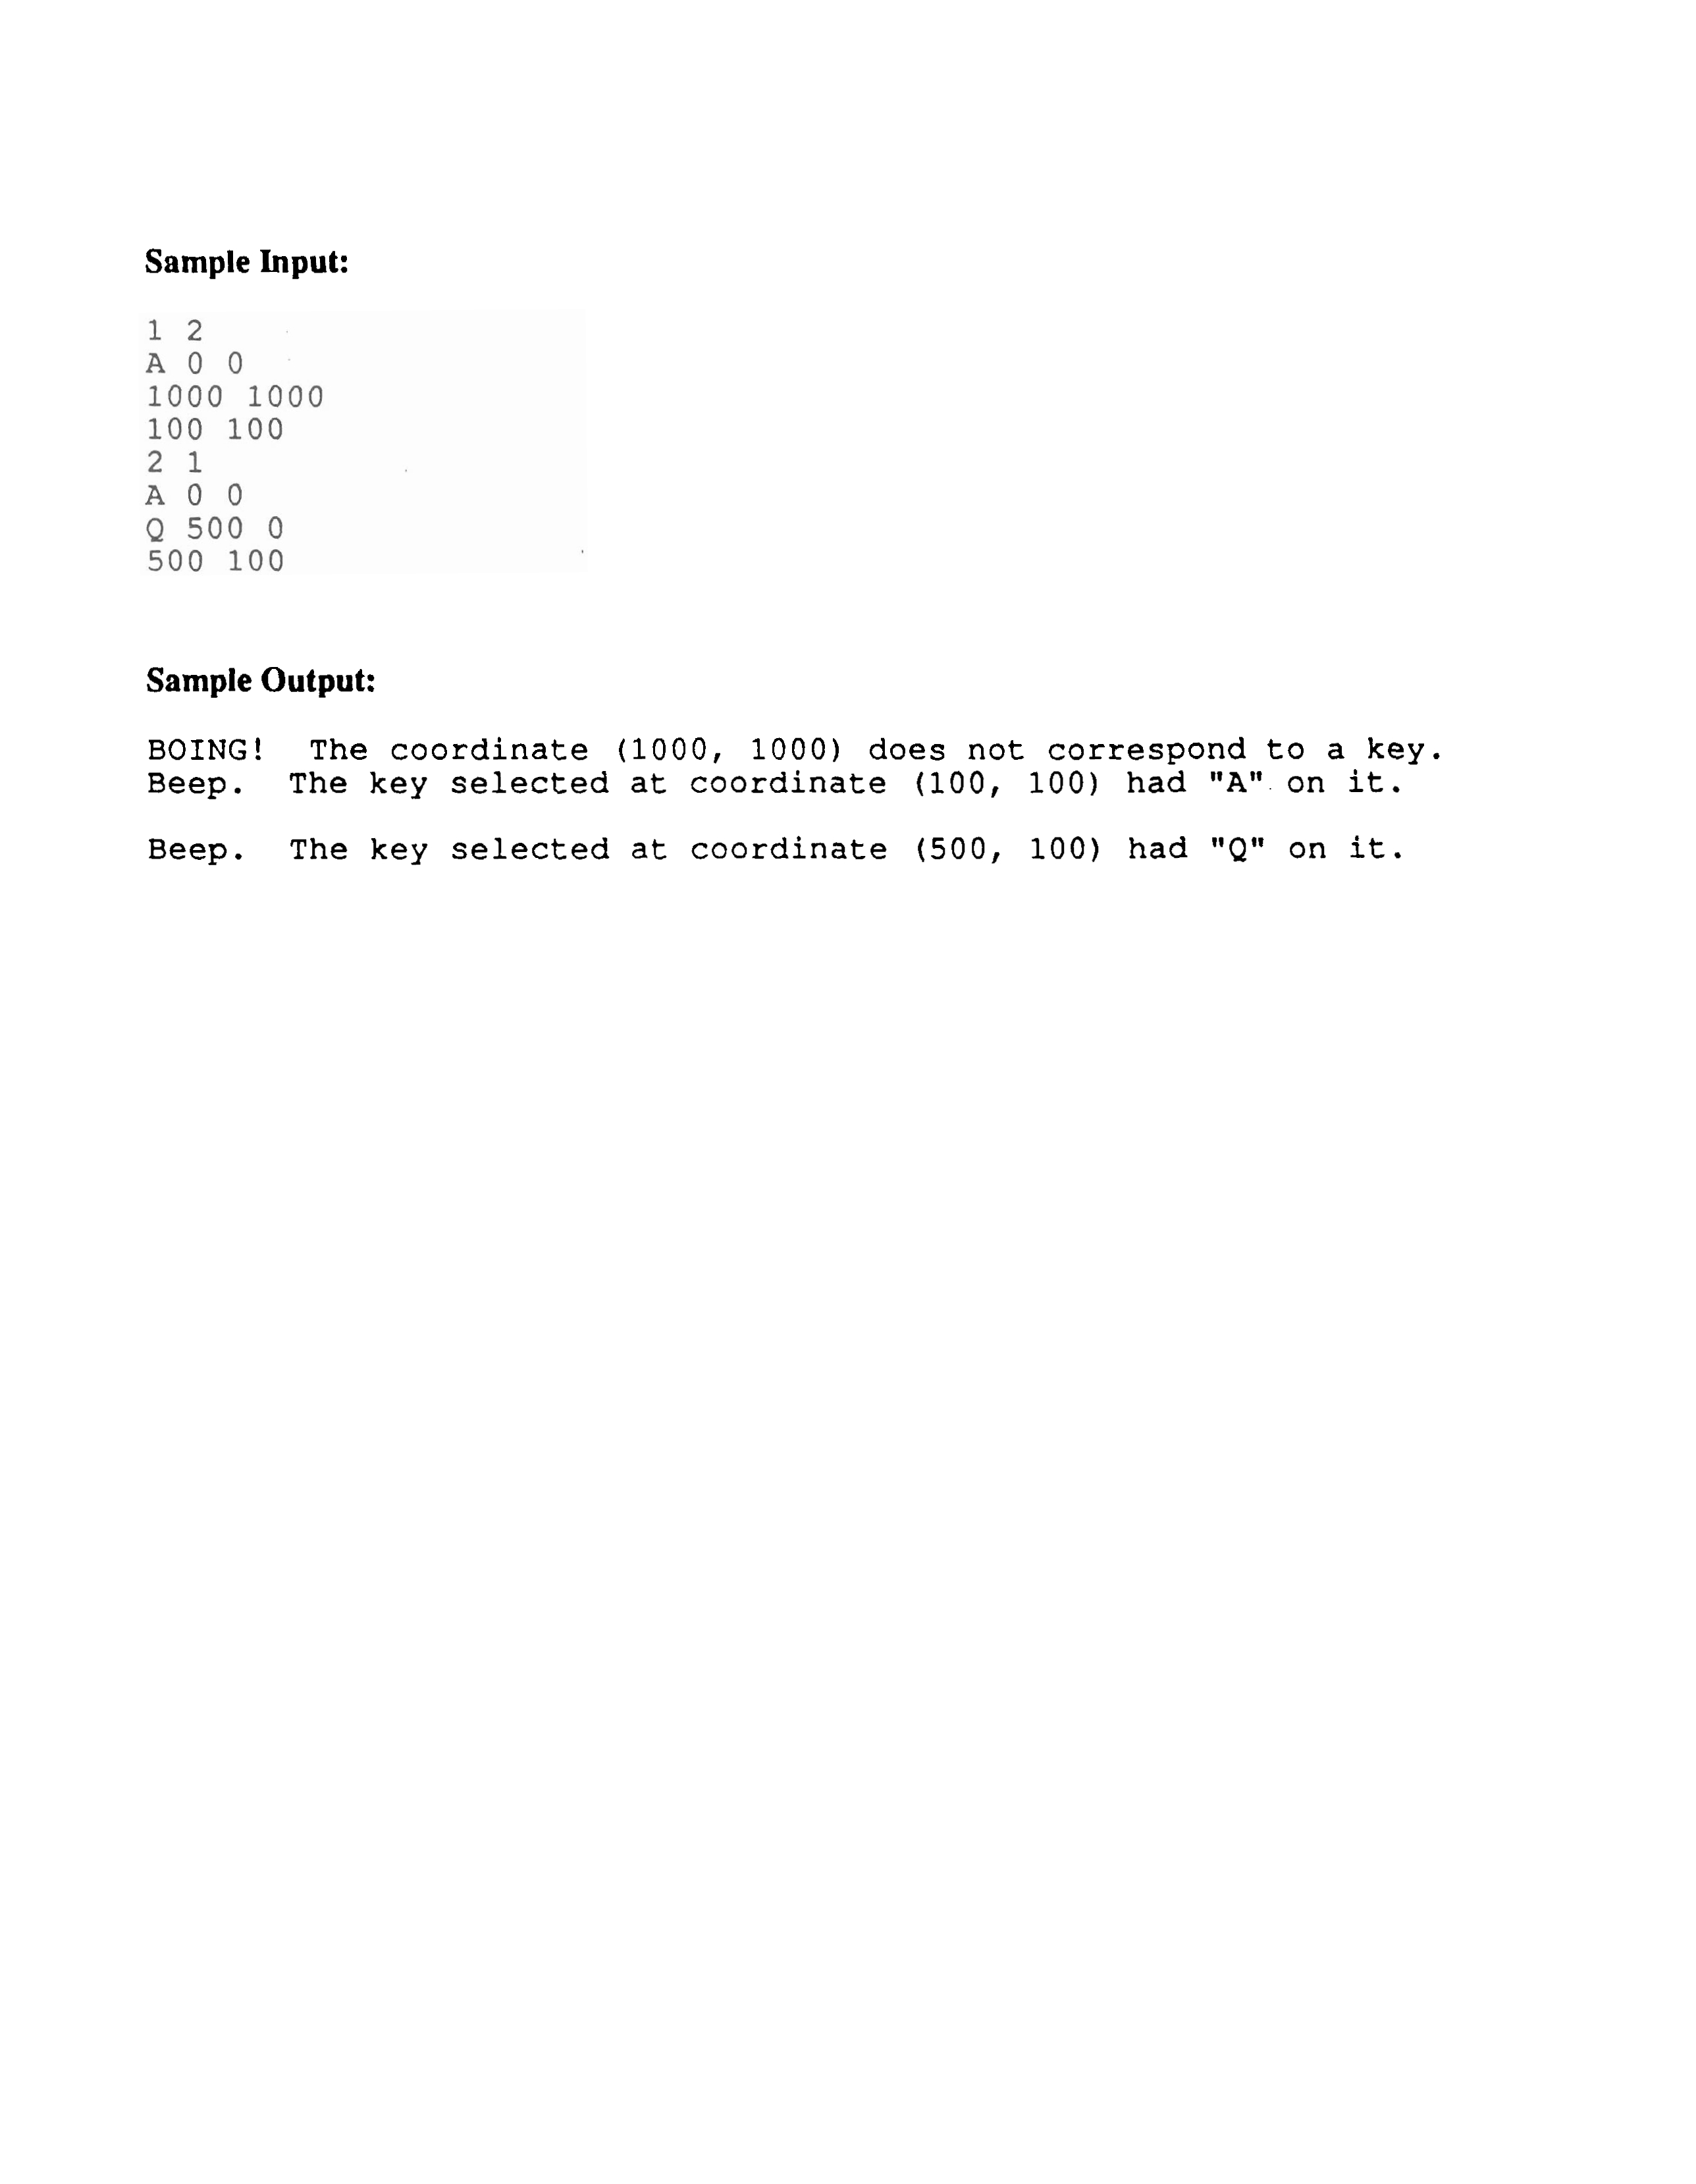 Sample Input:
1 2
A 0 0
1000 1000
100 100
2 1
A 0 0
Q 500 0
500 100
Sample Output:
BOING!  The coordinate (1000, 1000) does not correspond to a key.
Beep.  The key selected at coordinate (100, 100) had "A" on it.
Beep.  The key selected at coordinate (500, 100) had "Q" on it.